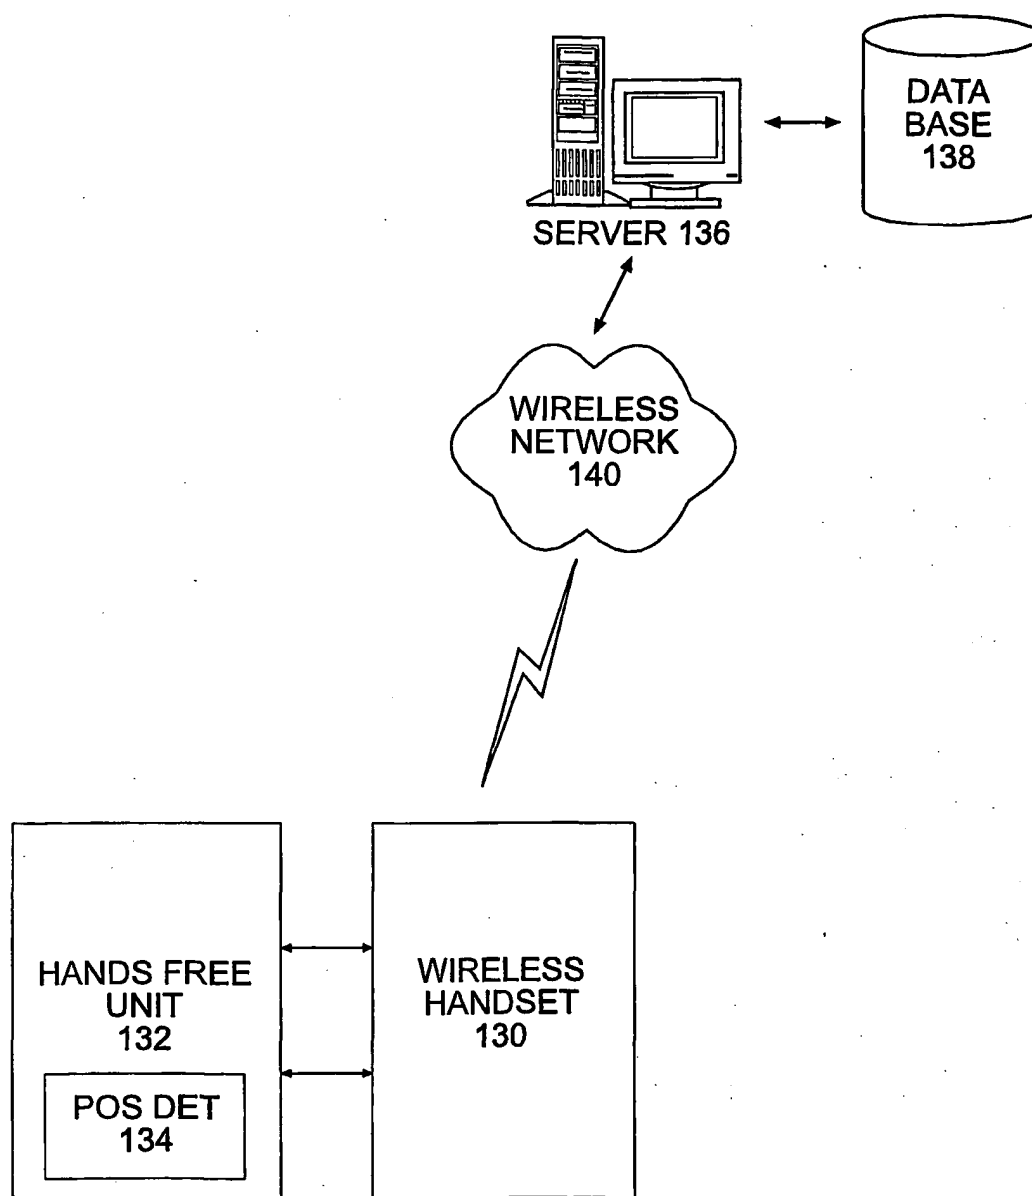 DATA
BASE
138
SERVER 136
WIRELESS
NETWORK
140
HANDS FREE
UNIT
132
POS DET
134
WIRELESS
HANDSET
130